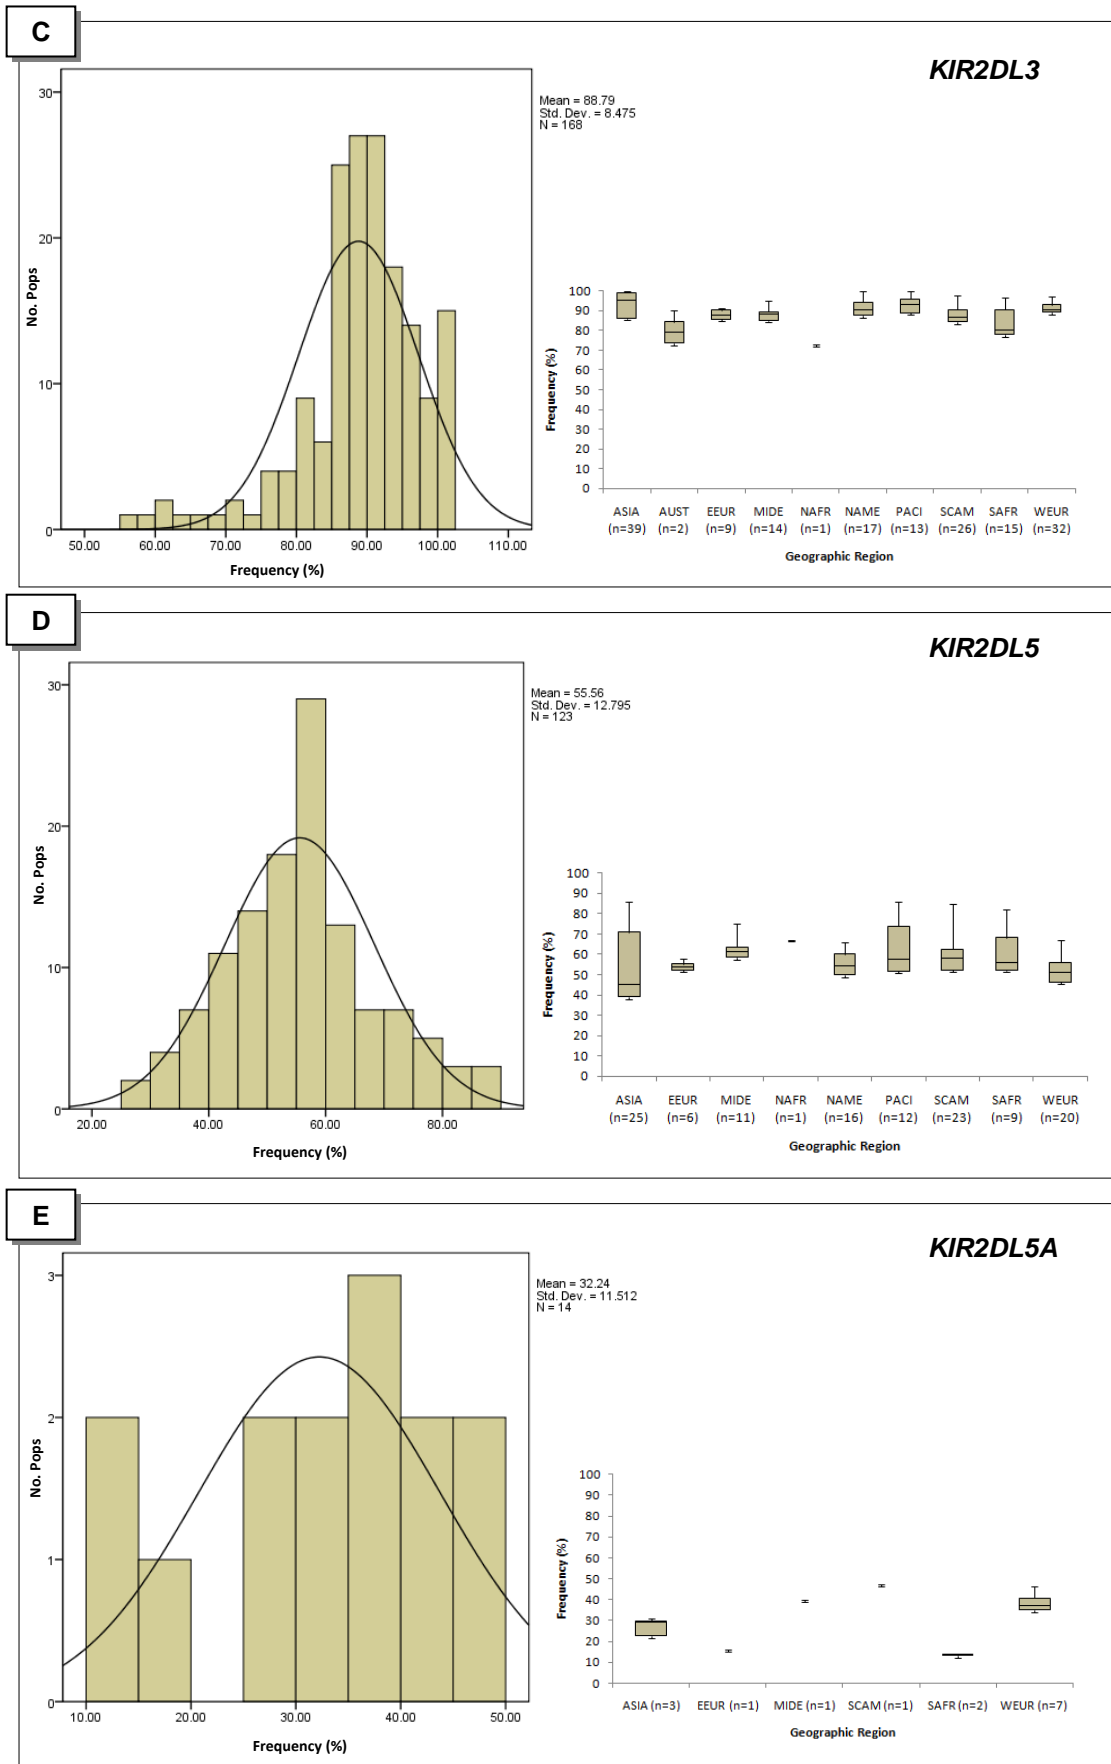 C
KIR2DL3
Mean = 88.79
Std. Dev. = 8.475
N = 168
30
20
10
0
No. Pops
50.00 60.00 70.00 80.00 90.00 100.00 110.00
Frequency (%)
100
90
80
70
60
50
40
30
20
10
0
Frequency (%)
ASIA AUST EEUR MIDE NAFR NAME PACI SCAM SAFR WEUR
(n=39) (n=2) (n=9) (n=14) (n=1) (n=17) (n=13) (n=26) (n=15) (n=32)
Geographic Region
D
KIR2DL5
Mean = 55.56
Std. Dev. = 12.795
N = 123
30
20
10
0
No. Pops
20.00 40.00 60.00 80.00
Frequency (%)
100
90
80
70
60
50
40
30
20
10
0
Frequency (%)
ASIA EEUR MIDE NAFR NAME PACI SCAM SAFR WEUR
(n=25) (n=6) (n=11) (n=1) (n=16) (n=12) (n=23) (n=9) (n=20)
Geographic Region
E
KIR2DL5A
Mean = 32.24
Std. Dev. = 11.512
N = 14
3
2
1
0
No. Pops
10.00 20.00 30.00 40.00 50.00
Frequency (%)
100
90
80
70
60
50
40
30
20
10
0
Frequency (%)
ASIA (n=3) EEUR (n=1) MIDE (n=1) SCAM (n=1) SAFR (n=2) WEUR (n=7)
Geographic Region